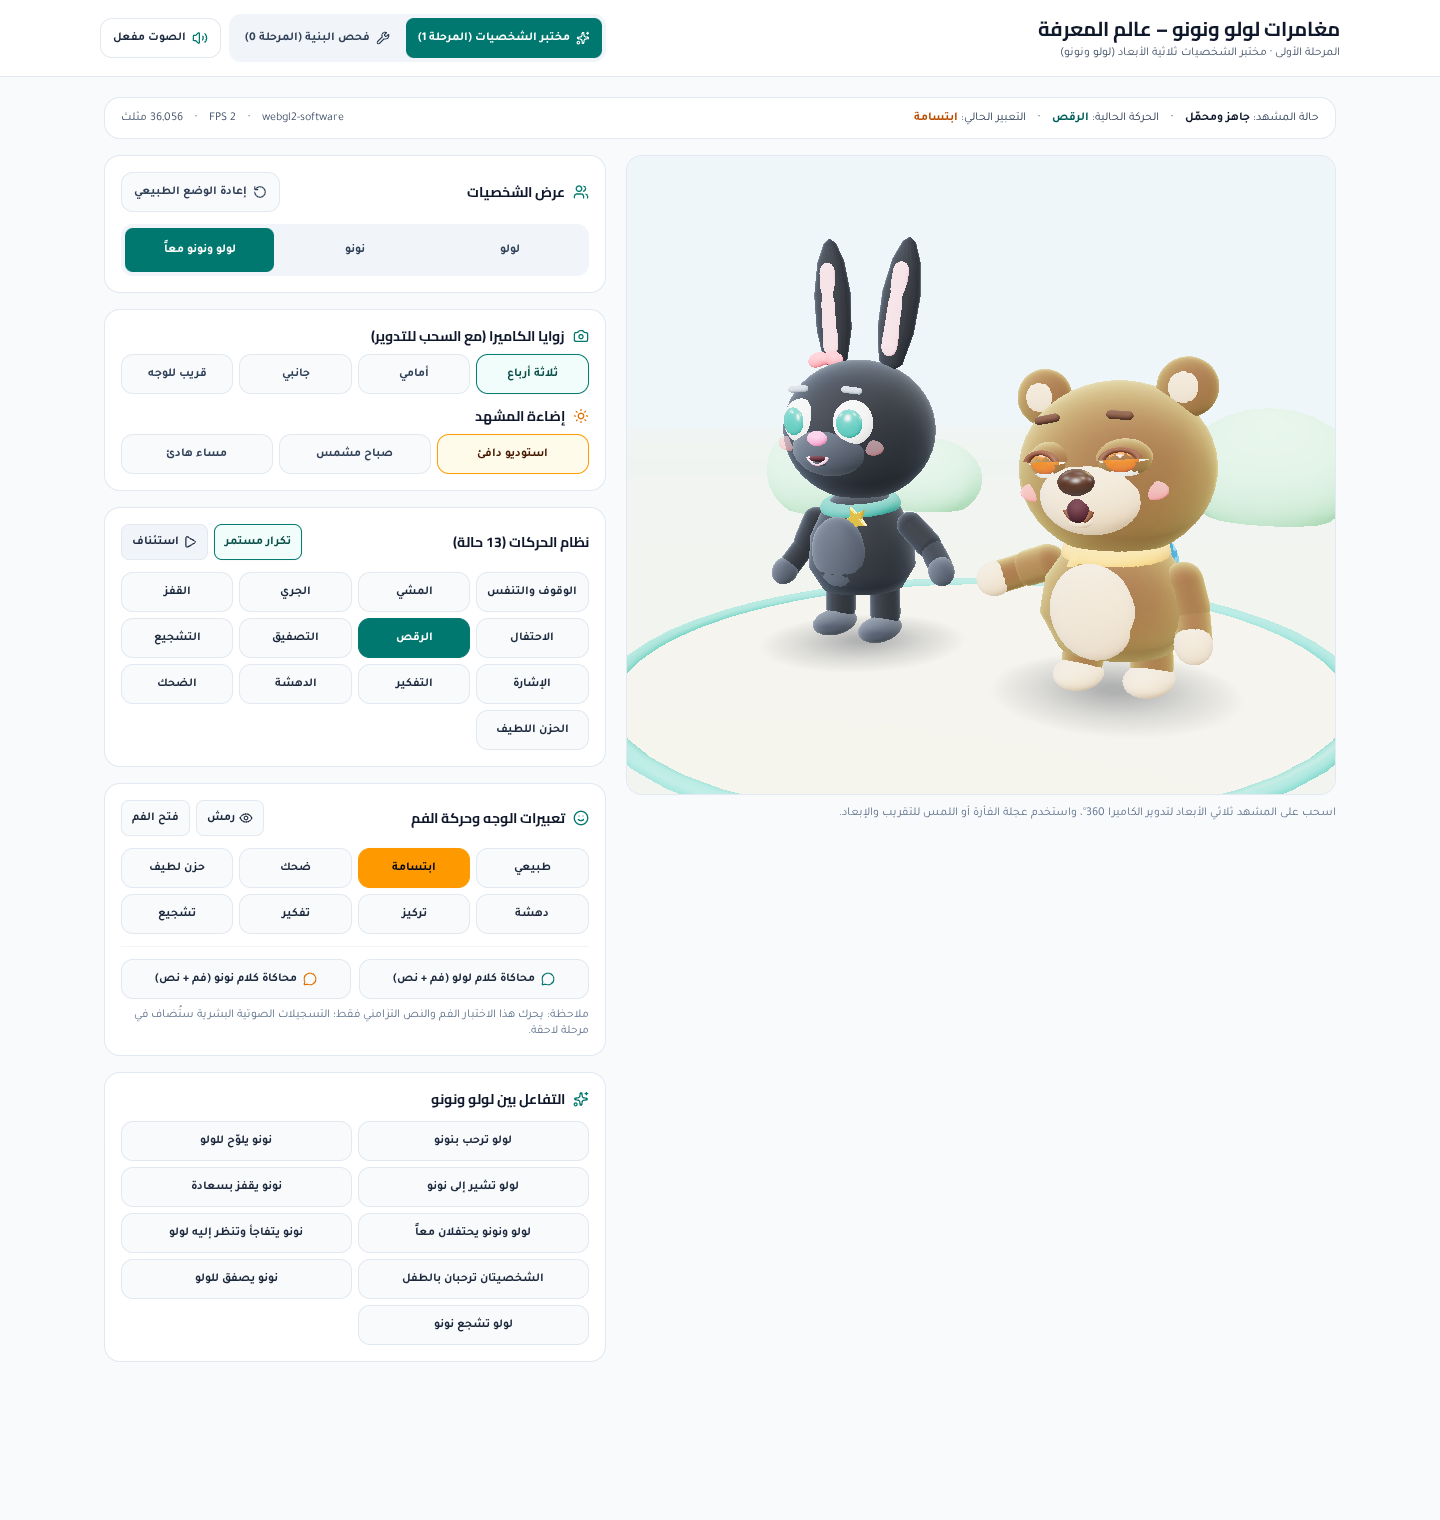 مغامرات لولو ونونو – عالم المعرفة
المرحلة الأولى · مختبر الشخصيات ثلاثية الأبعاد (لولو ونونو)
مختبر الشخصيات (المرحلة 1)
فحص البنية (المرحلة 0)
الصوت مفعل
حالة المشهد: جاهز ومحمّل · الحركة الحالية: الرقص · التعبير الحالي: ابتسامة
webgl2-software · FPS 2 · 36,056 مثلث
عرض الشخصيات
إعادة الوضع الطبيعي
لولو
نونو
لولو ونونو معاً
زوايا الكاميرا (مع السحب للتدوير)
ثلاثة أرباع
أمامي
جانبي
قريب للوجه
إضاءة المشهد
استوديو دافئ
صباح مشمس
مساء هادئ
نظام الحركات (13 حالة)
تكرار مستمر
استئناف
الوقوف والتنفس
المشي
الجري
القفز
الاحتفال
الرقص
التصفيق
التشجيع
الإشارة
التفكير
الدهشة
الضحك
الحزن اللطيف
اسحب على المشهد ثلاثي الأبعاد لتدوير الكاميرا 360°، واستخدم عجلة الفأرة أو اللمس للتقريب والإبعاد.
تعبيرات الوجه وحركة الفم
رمش
فتح الفم
طبيعي
ابتسامة
ضحك
حزن لطيف
دهشة
تركيز
تفكير
تشجيع
محاكاة كلام لولو (فم + نص)
محاكاة كلام نونو (فم + نص)
ملاحظة: يحرك هذا الاختبار الفم والنص التزامني فقط؛ التسجيلات الصوتية البشرية ستُضاف في
مرحلة لاحقة.
التفاعل بين لولو ونونو
لولو ترحب بنونو
نونو يلوّح للولو
لولو تشير إلى نونو
نونو يقفز بسعادة
لولو ونونو يحتفلان معاً
نونو يتفاجأ وتنظر إليه لولو
الشخصيتان ترحبان بالطفل
نونو يصفق للولو
لولو تشجع نونو